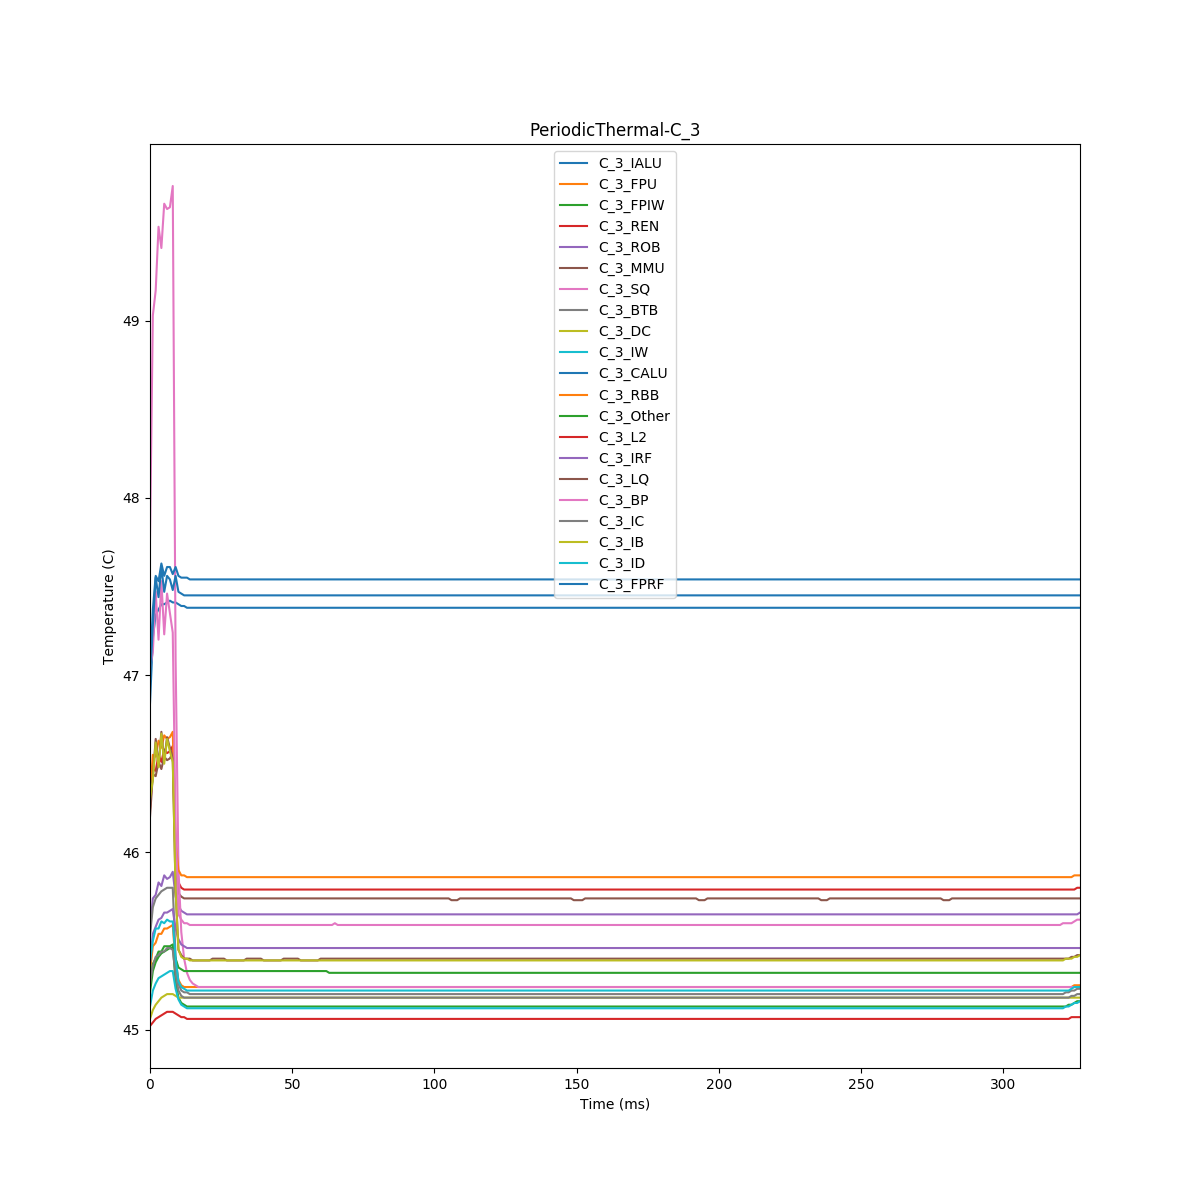 PeriodicThermal-C_3
C_3_IALU
C_3_FPU
C_3_FPIW
C_3_REN
C_3_ROB
C_3_MMU
C_3_SQ
C_3_BTB
C_3_DC
C_3_IW
C_3_CALU
C_3_RBB
C_3_Other
C_3_L2
C_3_IRF
C_3_LQ
C_3_BP
C_3_IC
C_3_IB
C_3_ID
C_3_FPRF
Temperature (C)
49
48
47
46
45
0 50 100 150 200 250 300
Time (ms)